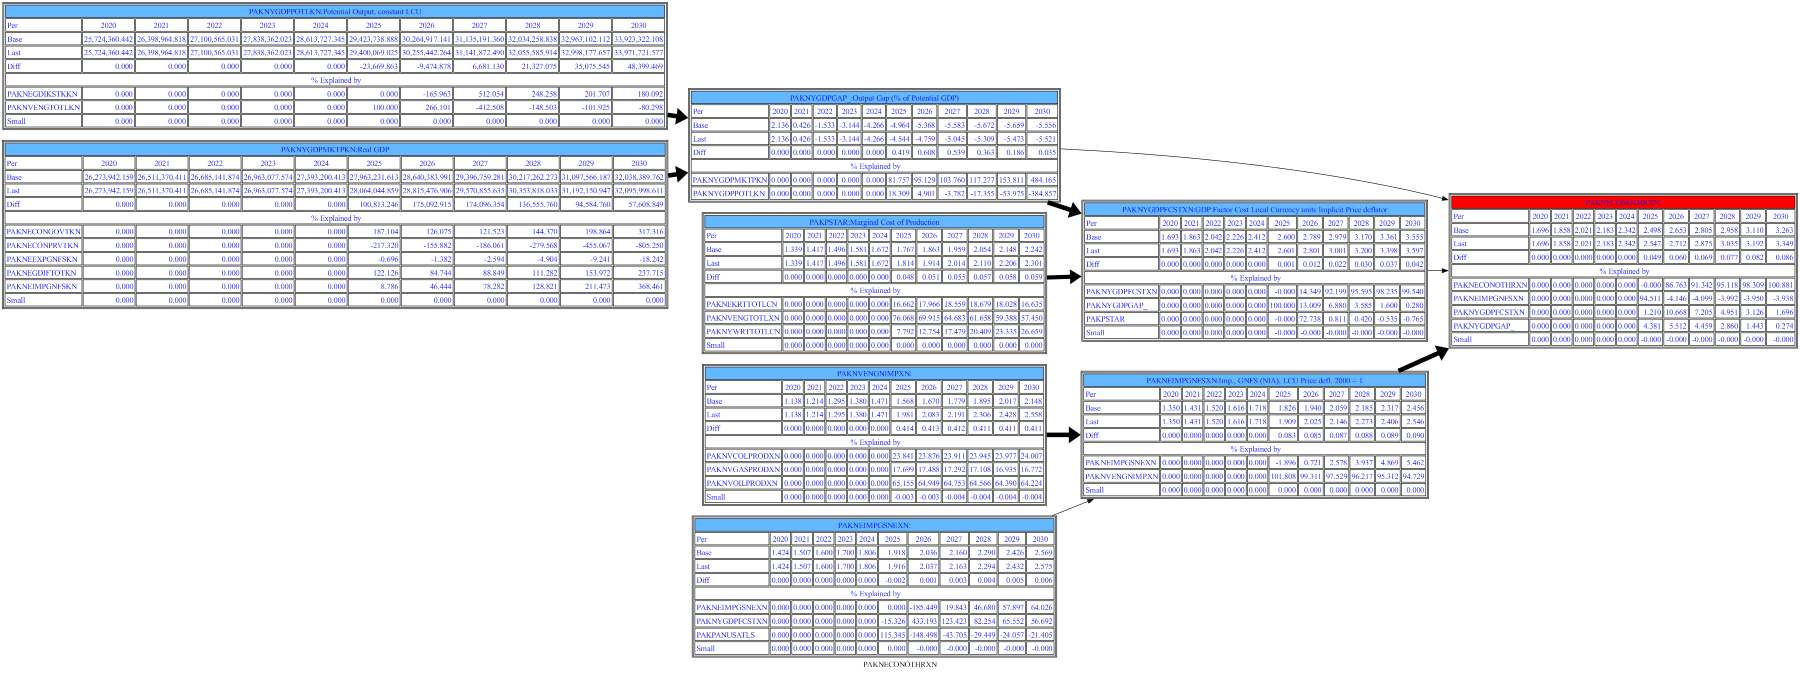 PAKNYGDPPOTLKN:Potential Output, constant LCU
Per 2020 2021 2022 2023 2024 2025 2026 2027 2028 2029 2030
Base 25,724,360.442 26,398,964.818 27,100,565.031 27,838,362.023 28,613,727.345 29,423,738.888 30,264,917.141 31,135,191.360 32,034,258.838 32,963,102.112 33,923,322.108
Last 25,724,360.442 26,398,964.818 27,100,565.031 27,838,362.023 28,613,727.345 29,400,069.025 30,255,442.264 31,141,872.490 32,055,585.914 32,998,177.657 33,971,721.577
Diff 0.000 0.000 0.000 0.000 0.000 -23,669.863 -9,474.878 6,681.130 21,327.075 35,075.545 48,399.469
% Explained by
PAKNEGDIKSTKKN 0.000 0.000 0.000 0.000 0.000 0.000 -165.963 512.054 248.258 201.707 180.092
PAKNVENGTOTLKN 0.000 0.000 0.000 0.000 0.000 100.000 266.101 -412.508 -148.503 -101.925 -80.298
Small 0.000 0.000 0.000 0.000 0.000 0.000 0.000 0.000 0.000 0.000 0.000
PAKNYGDPMKTPKN:Real GDP
Per 2020 2021 2022 2023 2024 2025 2026 2027 2028 2029 2030
Base 26,273,942.159 26,511,370.411 26,685,141.874 26,963,077.574 27,393,200.413 27,963,231.613 28,640,383.991 29,396,759.281 30,217,262.273 31,097,566.187 32,038,389.762
Last 26,273,942.159 26,511,370.411 26,685,141.874 26,963,077.574 27,393,200.413 28,064,044.859 28,815,476.906 29,570,855.635 30,353,818.033 31,192,150.947 32,095,998.611
Diff 0.000 0.000 0.000 0.000 0.000 100,813.246 175,092.915 174,096.354 136,555.760 94,584.760 57,608.849
% Explained by
PAKNECONGOVTKN 0.000 0.000 0.000 0.000 0.000 187.104 126.075 121.523 144.370 198.864 317.316
PAKNECONPRVTKN 0.000 0.000 0.000 0.000 0.000 -217.320 -155.882 -186.061 -279.568 -455.067 -805.250
PAKNEEXPGNFSKN 0.000 0.000 0.000 0.000 0.000 -0.696 -1.382 -2.594 -4.904 -9.241 -18.242
PAKNEGDIFTOTKN 0.000 0.000 0.000 0.000 0.000 122.126 84.744 88.849 111.282 153.972 237.715
PAKNEIMPGNFSKN 0.000 0.000 0.000 0.000 0.000 8.786 46.444 78.282 128.821 211.473 368.461
Small 0.000 0.000 0.000 0.000 0.000 0.000 0.000 0.000 0.000 0.000 0.000
PAKNYGDPGAP_:Output Gap (% of Potential GDP)
Per 2020 2021 2022 2023 2024 2025 2026 2027 2028 2029 2030
Base 2.136 0.426 -1.533 -3.144 -4.266 -4.964 -5.368 -5.583 -5.672 -5.659 -5.556
Last 2.136 0.426 -1.533 -3.144 -4.266 -4.544 -4.759 -5.045 -5.309 -5.473 -5.521
Diff 0.000 0.000 0.000 0.000 0.000 0.419 0.608 0.539 0.363 0.186 0.035
% Explained by
PAKNYGDPMKTPKN 0.000 0.000 0.000 0.000 0.000 81.757 95.129 103.760 117.277 153.811 484.165
PAKNYGDPPOTLKN 0.000 0.000 0.000 0.000 0.000 18.309 4.901 -3.782 -17.355 -53.975 -384.857
PAKPSTAR:Marginal Cost of Production
Per 2020 2021 2022 2023 2024 2025 2026 2027 2028 2029 2030
Base 1.339 1.417 1.496 1.581 1.672 1.767 1.863 1.959 2.054 2.148 2.242
Last 1.339 1.417 1.496 1.581 1.672 1.814 1.914 2.014 2.110 2.206 2.301
Diff 0.000 0.000 0.000 0.000 0.000 0.048 0.051 0.055 0.057 0.058 0.059
% Explained by
PAKNEKRTTOTLCN 0.000 0.000 0.000 0.000 0.000 16.662 17.966 18.559 18.679 18.028 16.635
PAKNVENGTOTLXN 0.000 0.000 0.000 0.000 0.000 76.068 69.915 64.683 61.658 59.388 57.450
PAKNYWRTTOTLCN 0.000 0.000 0.000 0.000 0.000 7.792 12.754 17.479 20.409 23.335 26.659
Small 0.000 0.000 0.000 0.000 0.000 0.000 0.000 0.000 0.000 0.000 0.000
PAKNVENGNIMPXN:
Per 2020 2021 2022 2023 2024 2025 2026 2027 2028 2029 2030
Base 1.138 1.214 1.295 1.380 1.471 1.568 1.670 1.779 1.895 2.017 2.148
Last 1.138 1.214 1.295 1.380 1.471 1.981 2.083 2.191 2.306 2.428 2.558
Diff 0.000 0.000 0.000 0.000 0.000 0.414 0.413 0.412 0.411 0.411 0.411
% Explained by
PAKNVCOLPRODXN 0.000 0.000 0.000 0.000 0.000 23.841 23.876 23.911 23.945 23.977 24.007
PAKNVGASPRODXN 0.000 0.000 0.000 0.000 0.000 17.699 17.488 17.292 17.108 16.935 16.772
PAKNVOILPRODXN 0.000 0.000 0.000 0.000 0.000 65.155 64.949 64.753 64.566 64.390 64.224
Small 0.000 0.000 0.000 0.000 0.000 -0.003 -0.003 -0.004 -0.004 -0.004 -0.004
PAKNEIMPGSNEXN:
Per 2020 2021 2022 2023 2024 2025 2026 2027 2028 2029 2030
Base 1.424 1.507 1.600 1.700 1.806 1.918 2.036 2.160 2.290 2.426 2.569
Last 1.424 1.507 1.600 1.700 1.806 1.916 2.037 2.163 2.294 2.432 2.575
Diff 0.000 0.000 0.000 0.000 0.000 -0.002 0.001 0.003 0.004 0.005 0.006
% Explained by
PAKNEIMPGSNEXN 0.000 0.000 0.000 0.000 0.000 0.000 -185.449 19.843 46.680 57.897 64.026
PAKNYGDPFCSTXN 0.000 0.000 0.000 0.000 0.000 -15.326 433.193 123.423 82.254 65.552 56.692
PAKPANUSATLS 0.000 0.000 0.000 0.000 0.000 115.345 -148.498 -43.705 -29.449 -24.057 -21.405
Small 0.000 0.000 0.000 0.000 0.000 0.000 -0.000 -0.000 -0.000 -0.000 -0.000
PAKNYGDPFCSTXN:GDP Factor Cost Local Currency units Implicit Price deflator
Per 2020 2021 2022 2023 2024 2025 2026 2027 2028 2029 2030
Base 1.693 1.863 2.042 2.226 2.412 2.600 2.789 2.979 3.170 3.361 3.555
Last 1.693 1.863 2.042 2.226 2.412 2.601 2.801 3.001 3.200 3.398 3.597
Diff 0.000 0.000 0.000 0.000 0.000 0.001 0.012 0.022 0.030 0.037 0.042
% Explained by
PAKNYGDPFCSTXN 0.000 0.000 0.000 0.000 0.000 -0.000 14.349 92.199 95.595 98.235 99.540
PAKNYGDPGAP_ 0.000 0.000 0.000 0.000 0.000 100.000 13.009 6.880 3.585 1.600 0.280
PAKPSTAR 0.000 0.000 0.000 0.000 0.000 -0.000 72.738 0.811 0.420 -0.535 -0.765
Small 0.000 0.000 0.000 0.000 0.000 -0.000 -0.000 -0.000 -0.000 -0.000 -0.000
PAKNEIMPGNFSXN:Imp., GNFS (NIA), LCU Price defl. 2000 = 1
Per 2020 2021 2022 2023 2024 2025 2026 2027 2028 2029 2030
Base 1.350 1.431 1.520 1.616 1.718 1.826 1.940 2.059 2.185 2.317 2.456
Last 1.350 1.431 1.520 1.616 1.718 1.909 2.025 2.146 2.273 2.406 2.546
Diff 0.000 0.000 0.000 0.000 0.000 0.083 0.085 0.087 0.088 0.089 0.090
% Explained by
PAKNEIMPGSNEXN 0.000 0.000 0.000 0.000 0.000 -1.896 0.721 2.578 3.937 4.869 5.462
PAKNVENGNIMPXN 0.000 0.000 0.000 0.000 0.000 101.808 99.311 97.529 96.217 95.312 94.729
Small 0.000 0.000 0.000 0.000 0.000 0.000 0.000 0.000 0.000 0.000 0.000
PAKNECONOTHRXN:
Per 2020 2021 2022 2023 2024 2025 2026 2027 2028 2029 2030
Base 1.696 1.858 2.021 2.183 2.342 2.498 2.653 2.805 2.958 3.110 3.263
Last 1.696 1.858 2.021 2.183 2.342 2.547 2.712 2.875 3.035 3.192 3.349
Diff 0.000 0.000 0.000 0.000 0.000 0.049 0.060 0.069 0.077 0.082 0.086
% Explained by
PAKNECONOTHRXN 0.000 0.000 0.000 0.000 0.000 -0.000 86.763 91.342 95.118 98.309 100.881
PAKNEIMPGNFSXN 0.000 0.000 0.000 0.000 0.000 94.511 -4.146 -4.099 -3.992 -3.950 -3.938
PAKNYGDPFCSTXN 0.000 0.000 0.000 0.000 0.000 1.210 10.668 7.205 4.951 3.126 1.696
PAKNYGDPGAP_ 0.000 0.000 0.000 0.000 0.000 4.381 5.512 4.459 2.860 1.443 0.274
Small 0.000 0.000 0.000 0.000 0.000 -0.000 -0.000 -0.000 -0.000 -0.000 -0.000
PAKNECONOTHRXN